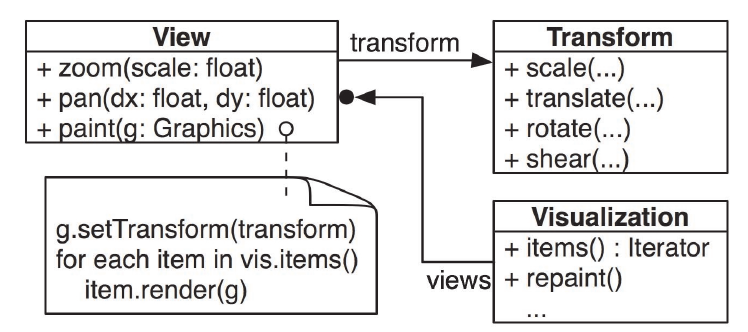 View
+ zoom(scale: float)
+ pan(dx: float, dy: float)
+ paint(g: Graphics)
transform
Transform
+ scale(...)
+ translate(...)
+ rotate(...)
+ shear(...)
g.setTransform(transform)
for each item in vis.items()
item.render(g)
views
Visualization
+ items() : Iterator
+ repaint()
...